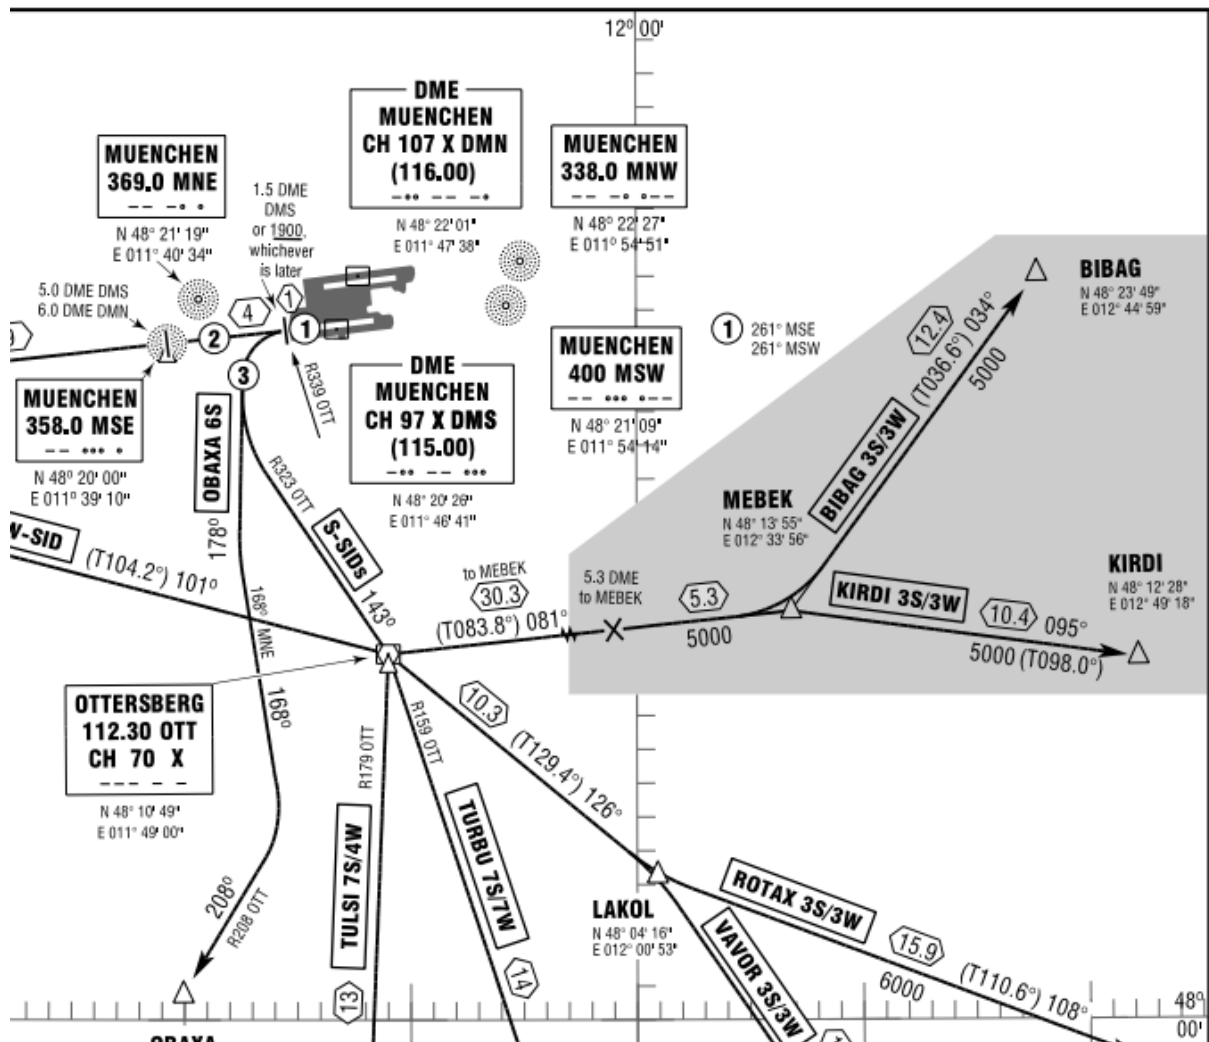 12° 00'
DME
MUENCHEN
CH 107 X DMN
(116.00)
N 48° 22' 01"
E 011° 47' 38"
MUENCHEN
369.0 MNE
N 48° 21' 19"
E 011° 40' 34"
MUENCHEN
338.0 MNW
N 48° 22' 27"
E 011° 54' 51"
1.5 DME
DMS
or 1900,
whichever
is later
5.0 DME DMS
6.0 DME DMN
4
1
1
2
3
9
R339 OTT
1
261° MSE
261° MSW
BIBAG
N 48° 23' 49"
E 012° 44' 59"
12.4
(T036.6°) 034°
5000
BIBAG 3S/3W
MUENCHEN
400 MSW
N 48° 21' 09"
E 011° 54' 14"
DME
MUENCHEN
CH 97 X DMS
(115.00)
N 48° 20' 26"
E 011° 46' 41"
MUENCHEN
358.0 MSE
N 48° 20' 00"
E 011° 39' 10"
OBAXA 6S
178°
R323 OTT
S-SIDs
143°
W-SID
(T104.2°) 101°
168° MNE
168°
MEBEK
N 48° 13' 55"
E 012° 33' 56"
to MEBEK
30.3
(T083.8°) 081°
5.3 DME
to MEBEK
5.3
5000
KIRDI 3S/3W
10.4
095°
5000 (T098.0°)
KIRDI
N 48° 12' 28"
E 012° 49' 18"
OTTERSBERG
112.30 OTT
CH 70 X
N 48° 10' 49"
E 011° 49' 00"
R179 OTT
R159 OTT
10.3
(T129.4°) 126°
TULSI 7S/4W
13
TURBU 7S/7W
14
208°
R208 OTT
LAKOL
N 48° 04' 16"
E 012° 00' 53"
ROTAX 3S/3W
15.9
(T110.6°) 108°
6000
VAVOR 3S/3W
48°
00'
OBAXA